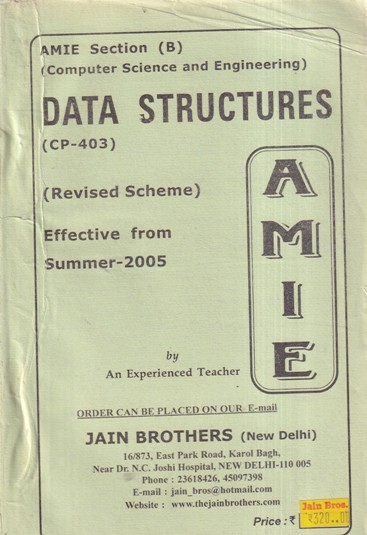 AMIE Section (B)
(Computer Science and Engineering)
DATA STRUCTURES
(CP-403)
(Revised Scheme)
Effective from
Summer-2005
AMIE
by
An Experienced Teacher
ORDER CAN BE PLACED ON OUR E-mail
JAIN BROTHERS (New Delhi)
16/873, East Park Road, Karol Bagh,
Near Dr. N.C. Joshi Hospital, NEW DELHI-110 005
Phone : 23618426, 45097398
E-mail : jain_bros@hotmail.com
Website : www.thejainbrothers.com
Jain Bros.
Price : ₹ ₹320..00